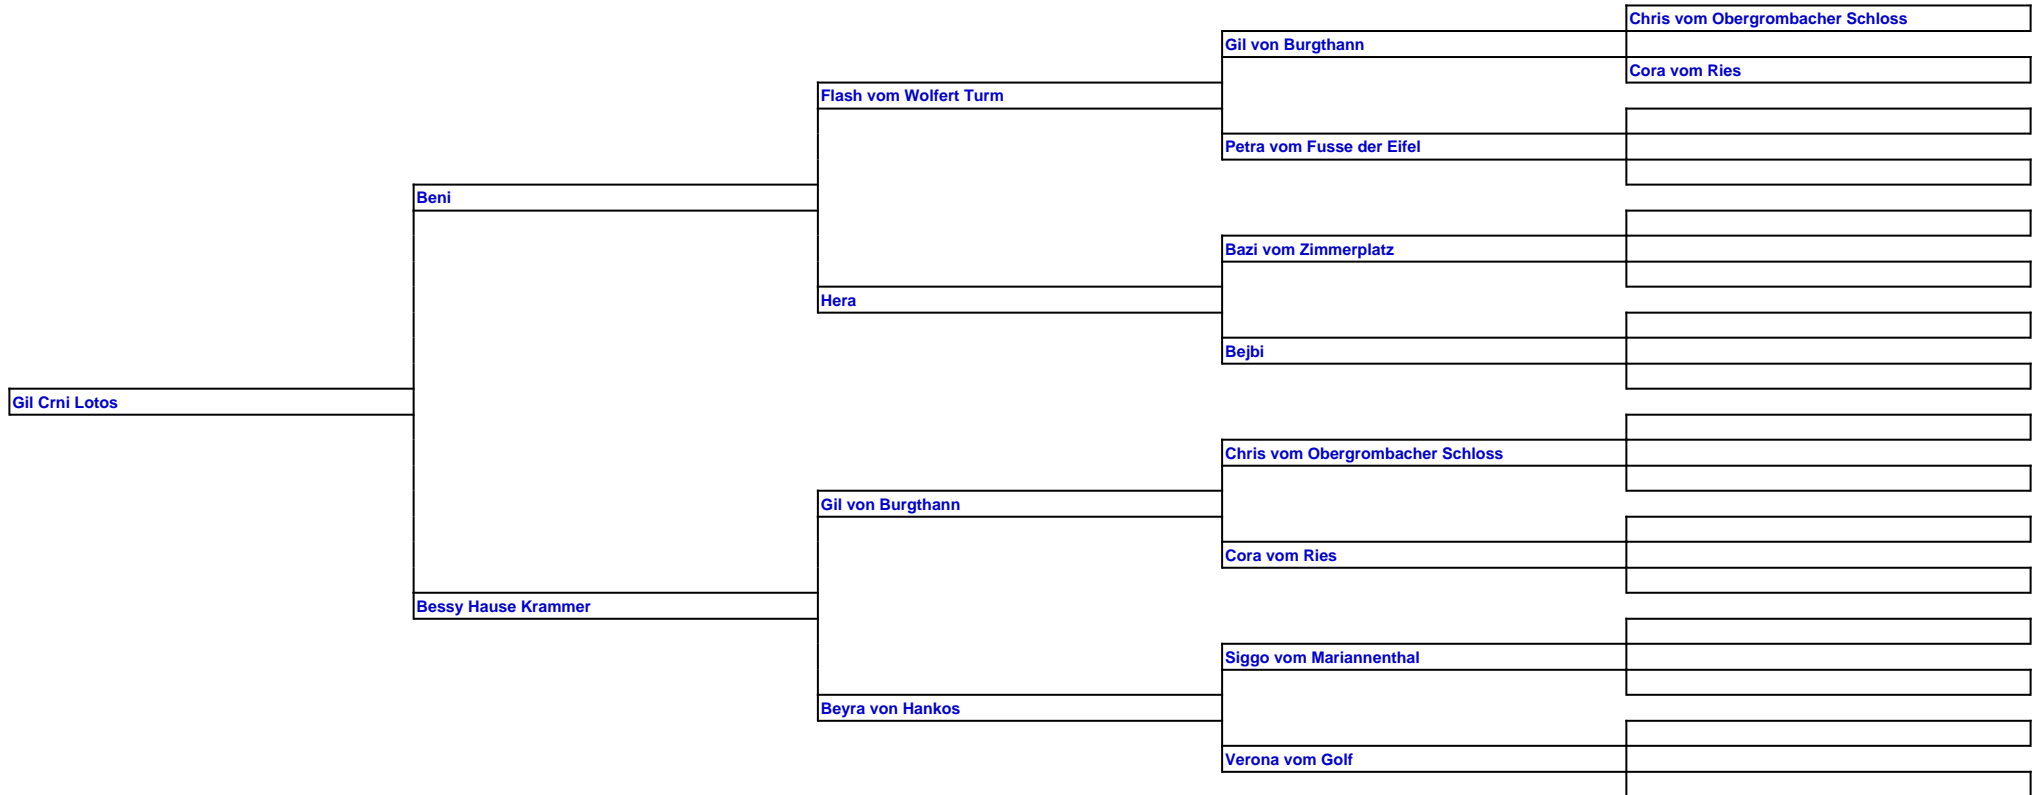 Chris vom Obergrombacher Schloss
Gil von Burgthann
Cora vom Ries
Flash vom Wolfert Turm
Petra vom Fusse der Eifel
Beni
Bazi vom Zimmerplatz
Hera
Bejbi
Gil Crni Lotos
Chris vom Obergrombacher Schloss
Gil von Burgthann
Cora vom Ries
Bessy Hause Krammer
Siggo vom Mariannenthal
Beyra von Hankos
Verona vom Golf